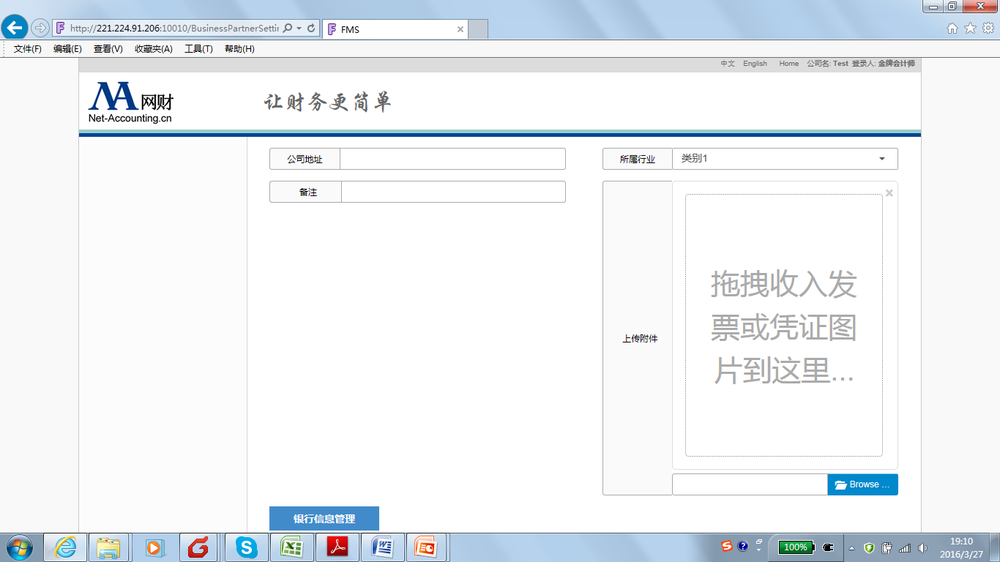 http://221.224.91.206:10010/BusinessPartnerSettin
FMS
文件(F) 编辑(E) 查看(V) 收藏夹(A) 工具(T) 帮助(H)
中文 English Home 公司名: Test 登录人: 金牌会计师
网财
Net-Accounting.cn
让财务更简单
公司地址
所属行业 类别1
备注
上传附件
拖拽收入发
票或凭证图
片到这里...
Browse ...
银行信息管理
100%
19:10
2016/3/27